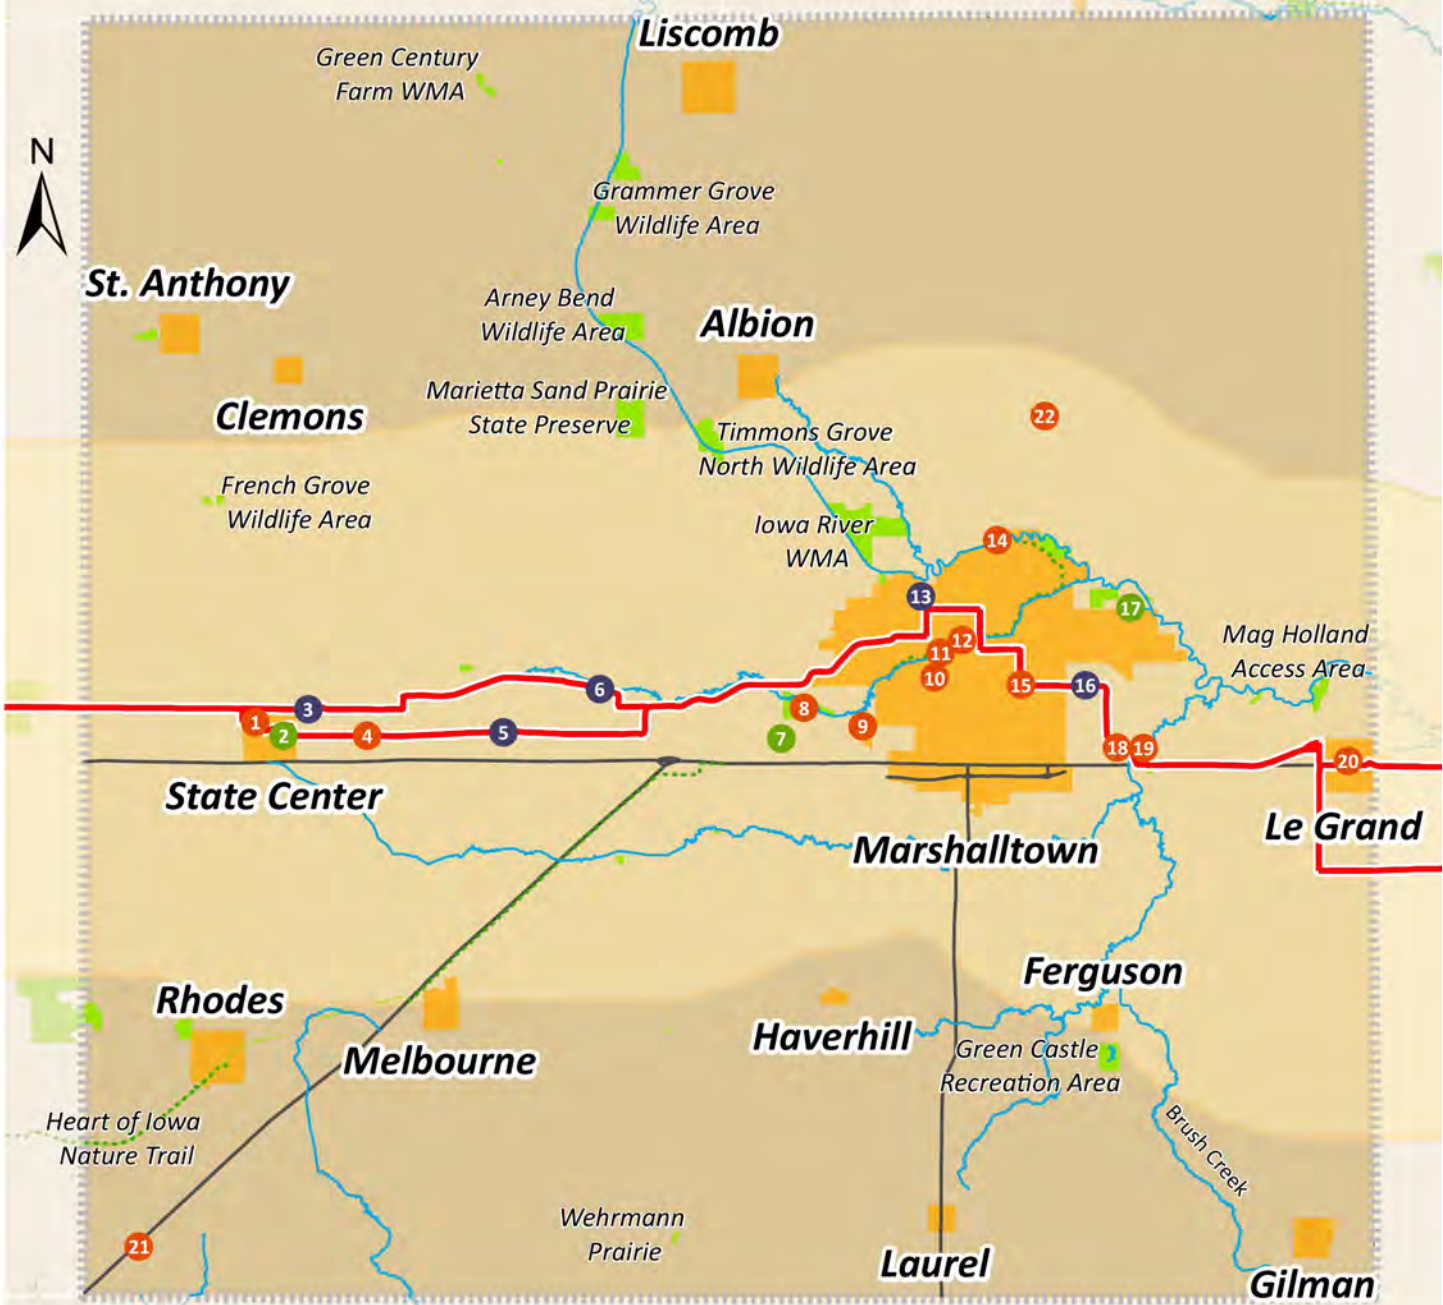 Liscomb
Green Century
Farm WMA
N
Grammer Grove
Wildlife Area
St. Anthony
Arney Bend
Wildlife Area
Albion
Clemons
Marietta Sand Prairie
State Preserve
22
Timmons Grove
North Wildlife Area
French Grove
Wildlife Area
Iowa River
WMA
14
13
17
12
11
10
Mag Holland
Access Area
6
15
16
3
1
2
4
5
8
7
9
18
19
20
State Center
Le Grand
Marshalltown
Ferguson
Rhodes
Haverhill
Melbourne
Green Castle
Recreation Area
Heart of Iowa
Nature Trail
Brush Creek
Wehrmann
Prairie
21
Laurel
Gilman